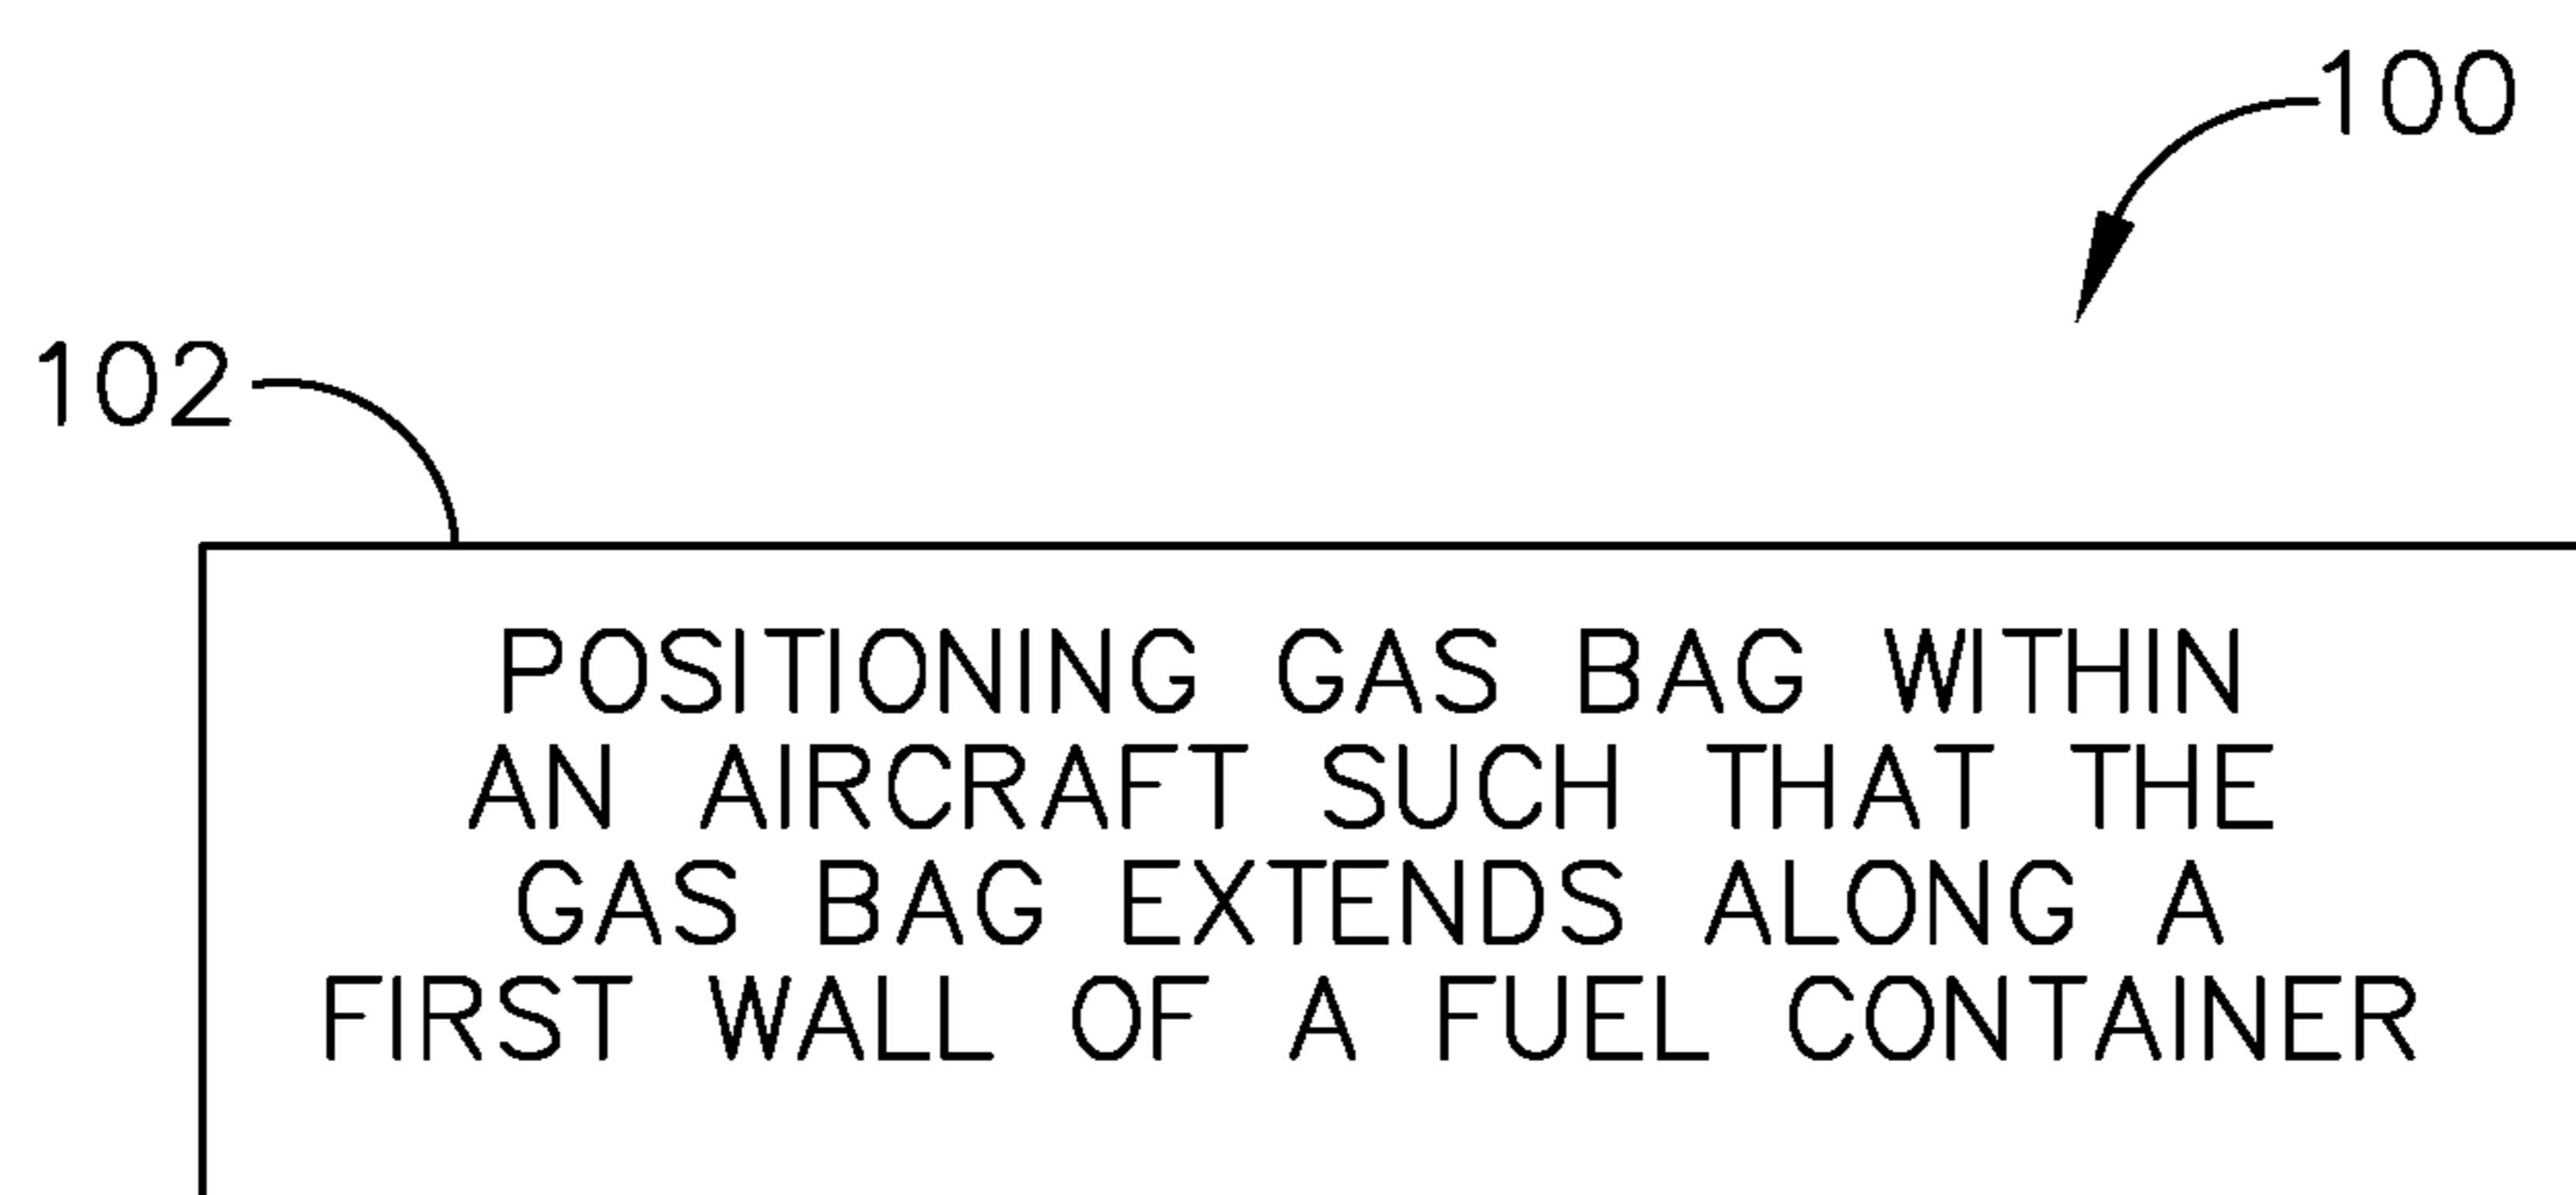 100
102
POSITIONING GAS BAG WITHIN
AN AIRCRAFT SUCH THAT THE
GAS BAG EXTENDS ALONG A
FIRST WALL OF A FUEL CONTAINER